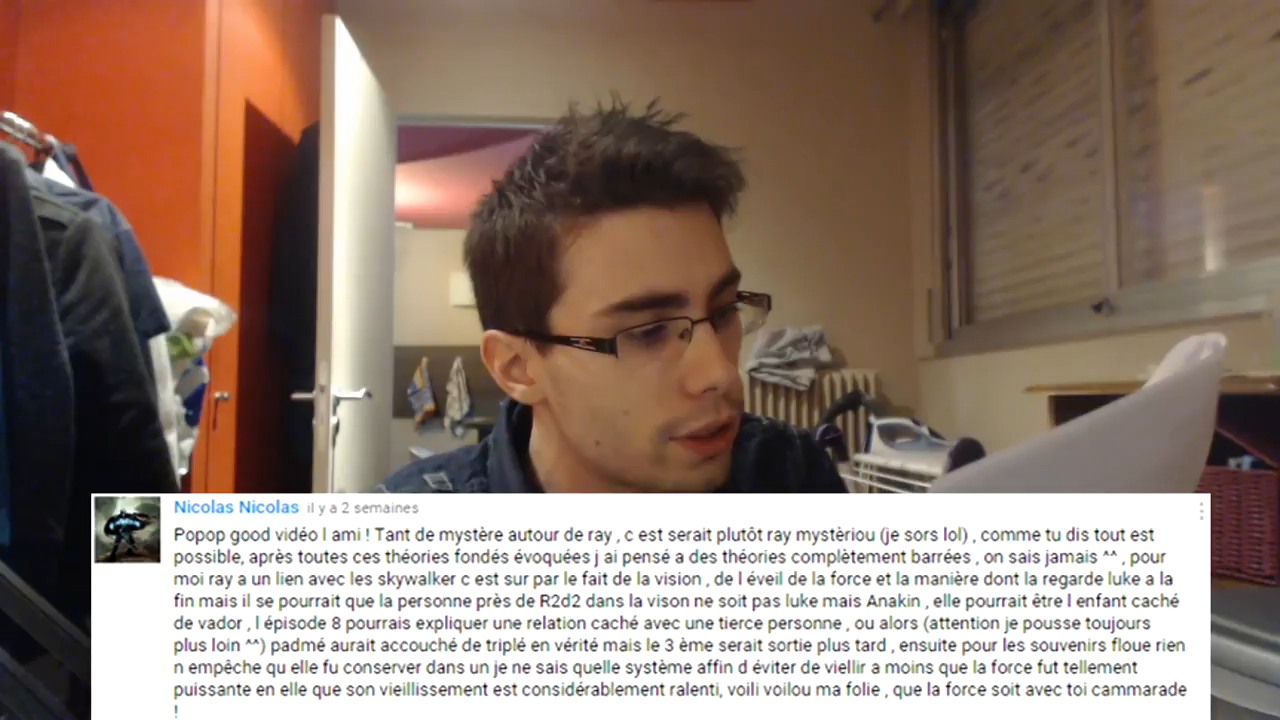 Nicolas Nicolas il y a 2 semaines
Popop good vidéo l ami ! Tant de mystère autour de ray , c est serait plutôt ray mystèriou (je sors lol) , comme tu dis tout est
possible, après toutes ces théories fondés évoquées j ai pensé a des théories complètement barrées , on sais jamais ^^ , pour
moi ray a un lien avec les skywalker c est sur par le fait de la vision , de l éveil de la force et la manière dont la regarde luke a la
fin mais il se pourrait que la personne près de R2d2 dans la vison ne soit pas luke mais Anakin , elle pourrait être l enfant caché
de vador , l épisode 8 pourrais expliquer une relation caché avec une tierce personne , ou alors (attention je pousse toujours
plus loin ^^) padmé aurait accouché de triplé en vérité mais le 3 ème serait sortie plus tard , ensuite pour les souvenirs floue rien
n empêche qu elle fu conserver dans un je ne sais quelle système affin d éviter de viellir a moins que la force fut tellement
puissante en elle que son vieillissement est considérablement ralenti, voili voilou ma folie , que la force soit avec toi cammarade
!